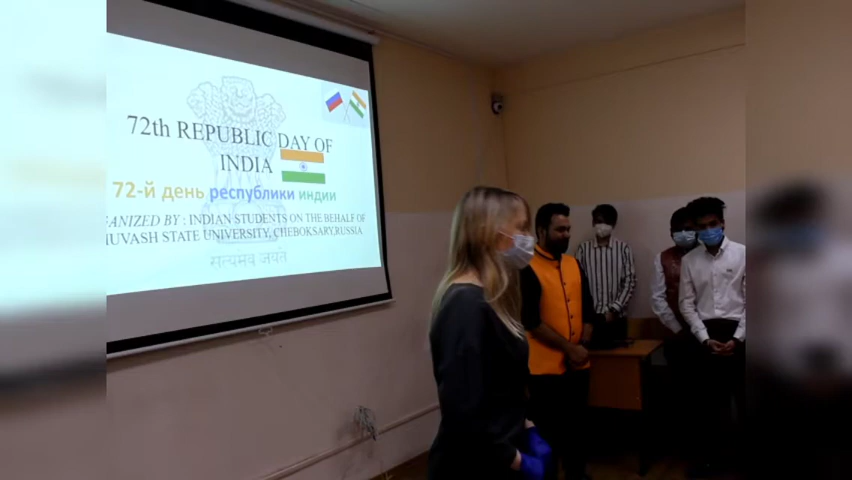 72th REPUBLIC DAY OF
INDIA
72-й день республики индии
GANIZED BY : INDIAN STUDENTS ON THE BEHALF OF
UVASH STATE UNIVERSITY, CHEBOKSARY,RUSSIA
सत्यमेव जयते